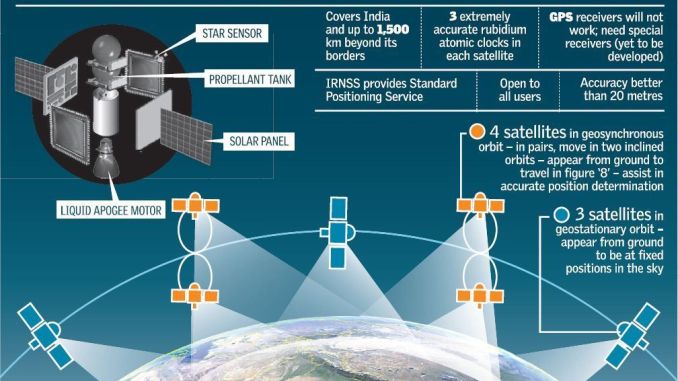 STAR SENSOR
PROPELLANT TANK
SOLAR PANEL
LIQUID APOGEE MOTOR
Covers India
and up to 1,500
km beyond its
borders
3 extremely
accurate rubidium
atomic clocks in
each satellite
GPS receivers will not
work; need special
receivers (yet to be
developed)
IRNSS provides Standard
Positioning Service
Open to
all users
Accuracy better
than 20 metres
4 satellites in geosynchronous
orbit – in pairs, move in two inclined
orbits – appear from ground to
travel in figure ‘8’ – assist in
accurate position determination
3 satellites in
geostationary orbit –
appear from ground
to be at fixed
positions in the sky